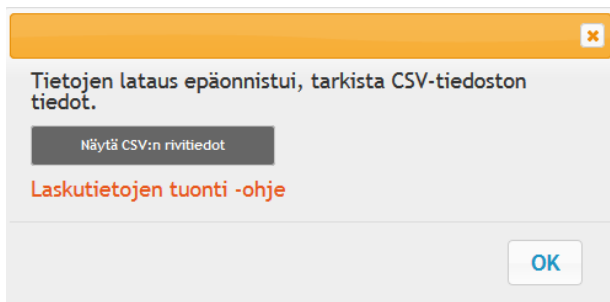 Tietojen lataus epäonnistui, tarkista CSV-tiedoston
tiedot.
Näytä CSV:n rivitiedot
Laskutietojen tuonti -ohje
OK